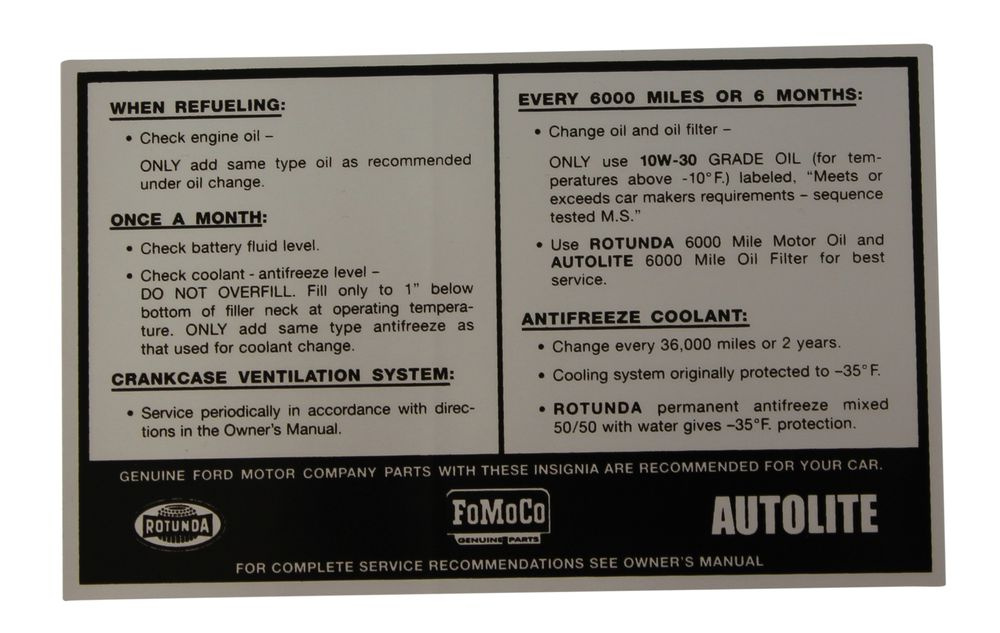 WHEN REFUELING:
• Check engine oil –
ONLY add same type oil as recommended
under oil change.
ONCE A MONTH:
• Check battery fluid level.
• Check coolant - antifreeze level –
DO NOT OVERFILL. Fill only to 1" below
bottom of filler neck at operating tempera-
ture. ONLY add same type antifreeze as
that used for coolant change.
CRANKCASE VENTILATION SYSTEM:
• Service periodically in accordance with direc-
tions in the Owner's Manual.
EVERY 6000 MILES OR 6 MONTHS:
• Change oil and oil filter –
ONLY use 10W-30 GRADE OIL (for tem-
peratures above -10°F.) labeled, "Meets or
exceeds car makers requirements – sequence
tested M.S."
• Use ROTUNDA 6000 Mile Motor Oil and
AUTOLITE 6000 Mile Oil Filter for best
service.
ANTIFREEZE COOLANT:
• Change every 36,000 miles or 2 years.
• Cooling system originally protected to –35°F.
• ROTUNDA permanent antifreeze mixed
50/50 with water gives –35°F. protection.
GENUINE FORD MOTOR COMPANY PARTS WITH THESE INSIGNIA ARE RECOMMENDED FOR YOUR CAR.
ROTUNDA
FoMoCo
GENUINE PARTS
AUTOLITE
FOR COMPLETE SERVICE RECOMMENDATIONS SEE OWNER'S MANUAL